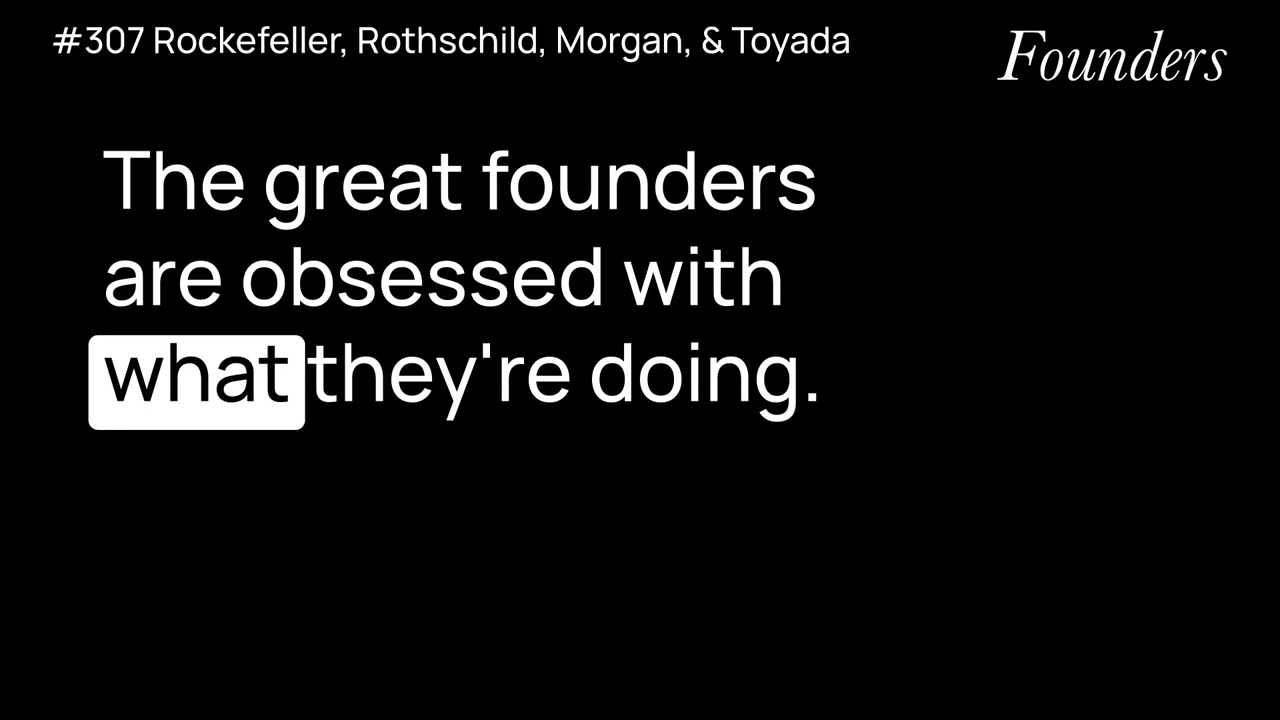 #307 Rockefeller, Rothschild, Morgan, & Toyada
Founders
The great founders
are obsessed with
what they're doing.